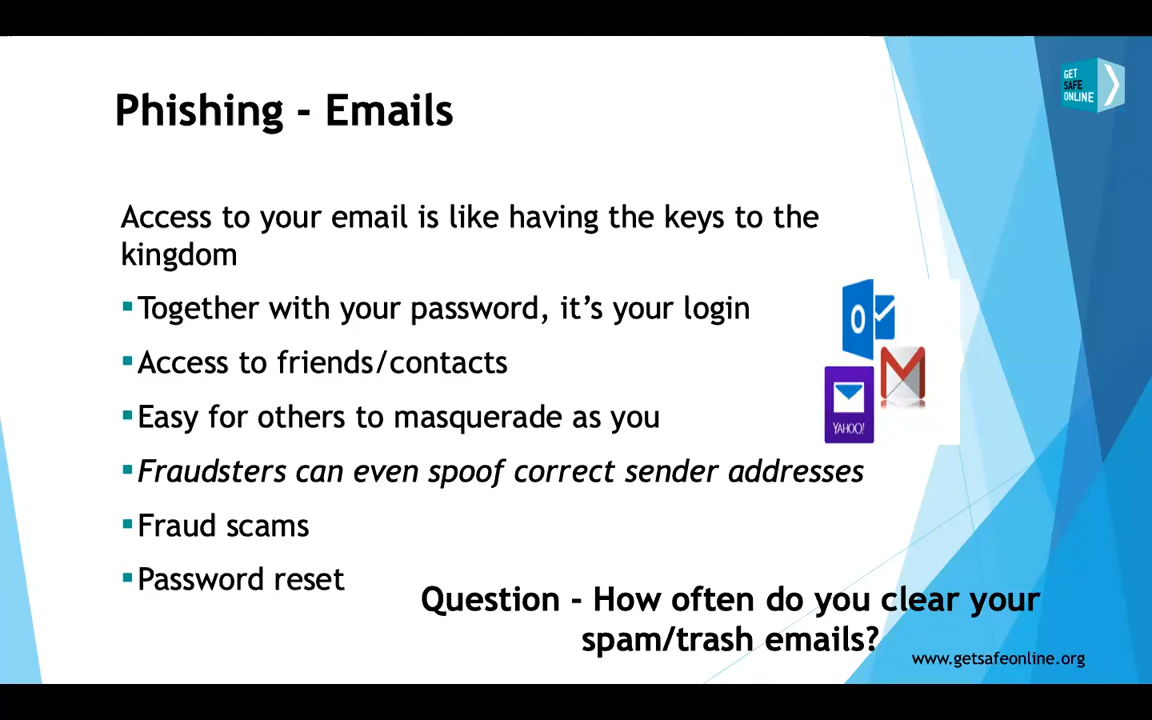 GET
SAFE
ONLINE
Phishing - Emails
Access to your email is like having the keys to the
kingdom
▪Together with your password, it’s your login
▪Access to friends/contacts
▪Easy for others to masquerade as you
▪Fraudsters can even spoof correct sender addresses
▪Fraud scams
▪Password reset
O
YAHOO!
Question - How often do you clear your
spam/trash emails?
www.getsafeonline.org